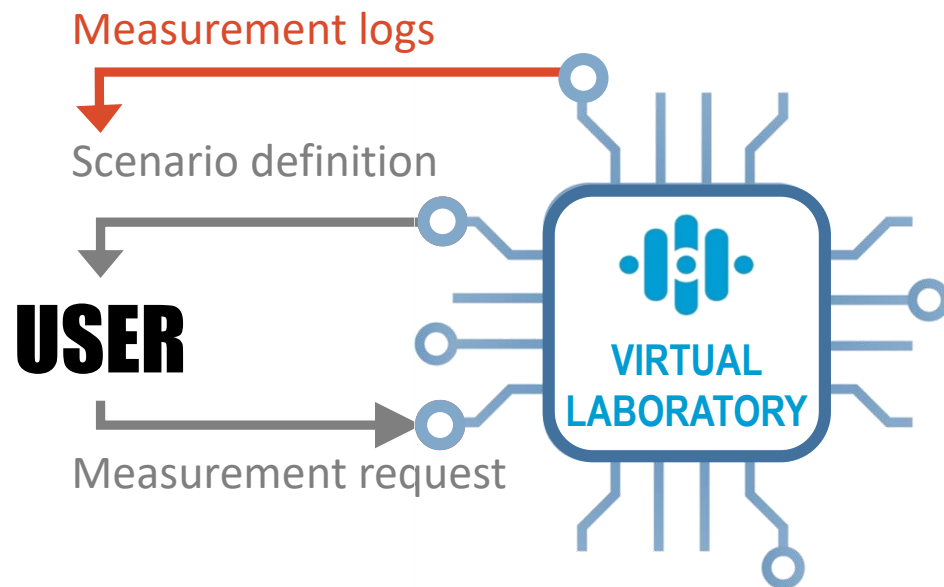 Measurement logs
Scenario definition
USER
VIRTUAL
LABORATORY
Measurement request